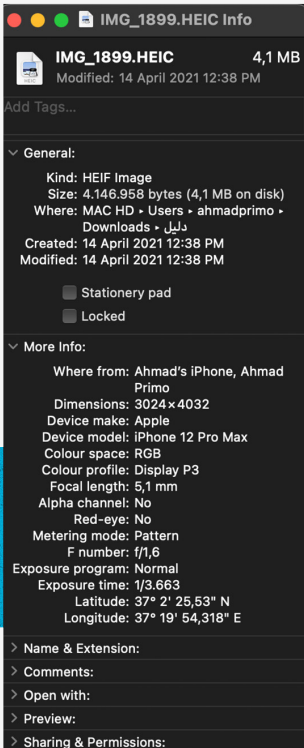 IMG_1899.HEIC Info
IMG_1899.HEIC 4,1 MB
Modified: 14 April 2021 12:38 PM
HEIC
Add Tags...
General:
Kind: HEIF Image
Size: 4.146.958 bytes (4,1 MB on disk)
Where: MAC HD ▸ Users ▸ ahmadprimo ▸
Downloads ▸ دليل
Created: 14 April 2021 12:38 PM
Modified: 14 April 2021 12:38 PM
Stationery pad
Locked
More Info:
Where from: Ahmad's iPhone, Ahmad
Primo
Dimensions: 3024×4032
Device make: Apple
Device model: iPhone 12 Pro Max
Colour space: RGB
Colour profile: Display P3
Focal length: 5,1 mm
Alpha channel: No
Red-eye: No
Metering mode: Pattern
F number: f/1,6
Exposure program: Normal
Exposure time: 1/3.663
Latitude: 37° 2' 25,53" N
Longitude: 37° 19' 54,318" E
Name & Extension:
Comments:
Open with:
Preview:
Sharing & Permissions: